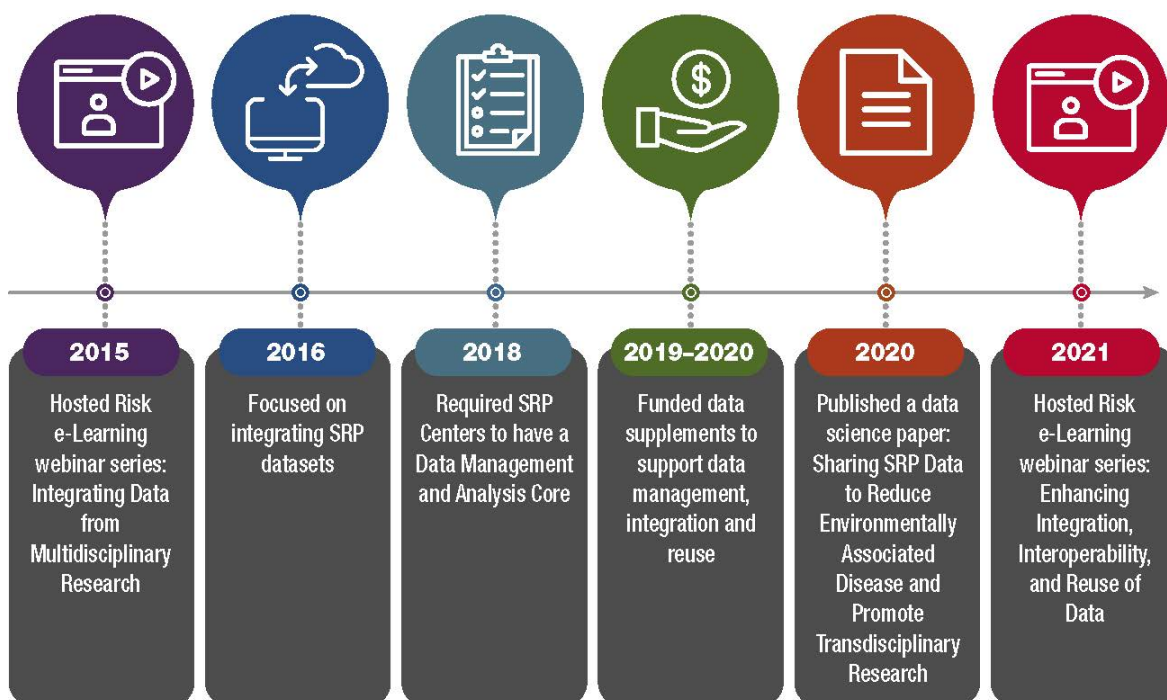 $
2015
Hosted Risk
e-Learning
webinar series:
Integrating Data
from
Multidisciplinary
Research
2016
Focused on
integrating SRP
datasets
2018
Required SRP
Centers to have a
Data Management
and Analysis Core
2019–2020
Funded data
supplements to
support data
management,
integration and
reuse
2020
Published a data
science paper:
Sharing SRP Data
to Reduce
Environmentally
Associated
Disease and
Promote
Transdisciplinary
Research
2021
Hosted Risk
e-Learning
webinar series:
Enhancing
Integration,
Interoperability,
and Reuse of
Data